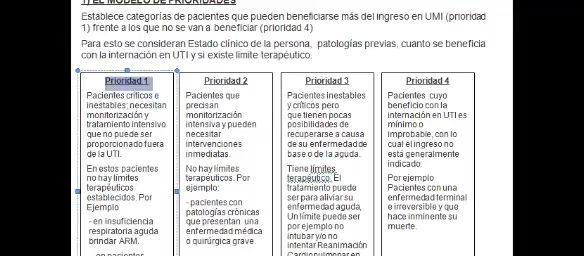 1) EL MODELO DE PRIORIDADES
Establece categorías de pacientes que pueden beneficiarse más del ingreso en UMI (prioridad
1) frente a los que no se van a beneficiar (prioridad 4)
Para esto se consideran Estado clínico de la persona, patologías previas, cuanto se beneficia
con la internación en UTI y si existe limite terapéutico.
Prioridad 1
Pacientes críticos e
inestables; necesitan
monitorización y
tratamiento intensivo
que no puede ser
proporcionado fuera
de la UTI.
En estos pacientes
no hay límites
terapéuticos
establecidos. Por
Ejemplo
- en insuficiencia
respiratoria aguda
brindar ARM.
- en pacientes
Prioridad 2
Pacientes que
precisan
monitorización
intensiva y pueden
necesitar
intervenciones
inmediatas.
No hay límites
terapéuticos. Por
ejemplo:
- pacientes con
patologías crónicas
que presentan una
enfermedad médica
o quirúrgica grave.
Prioridad 3
Pacientes inestables
y críticos pero
que tienen pocas
posibilidades de
recuperarse a causa
de su enfermedad de
base o de la aguda.
Tiene límites
terapéutico. El
tratamiento puede
ser para aliviar su
enfermedad aguda,
Un límite puede ser
por ejemplo no
intubar y/o no
intentar Reanimación
Cardiopulmonar en
Prioridad 4
Pacientes cuyo
beneficio con la
internación en UTI es
mínimo o
improbable, con lo
cual el ingreso no
está generalmente
indicado:
Por ejemplo
Pacientes con una
enfermedad terminal
e irreversible y que
hace inminente su
muerte.